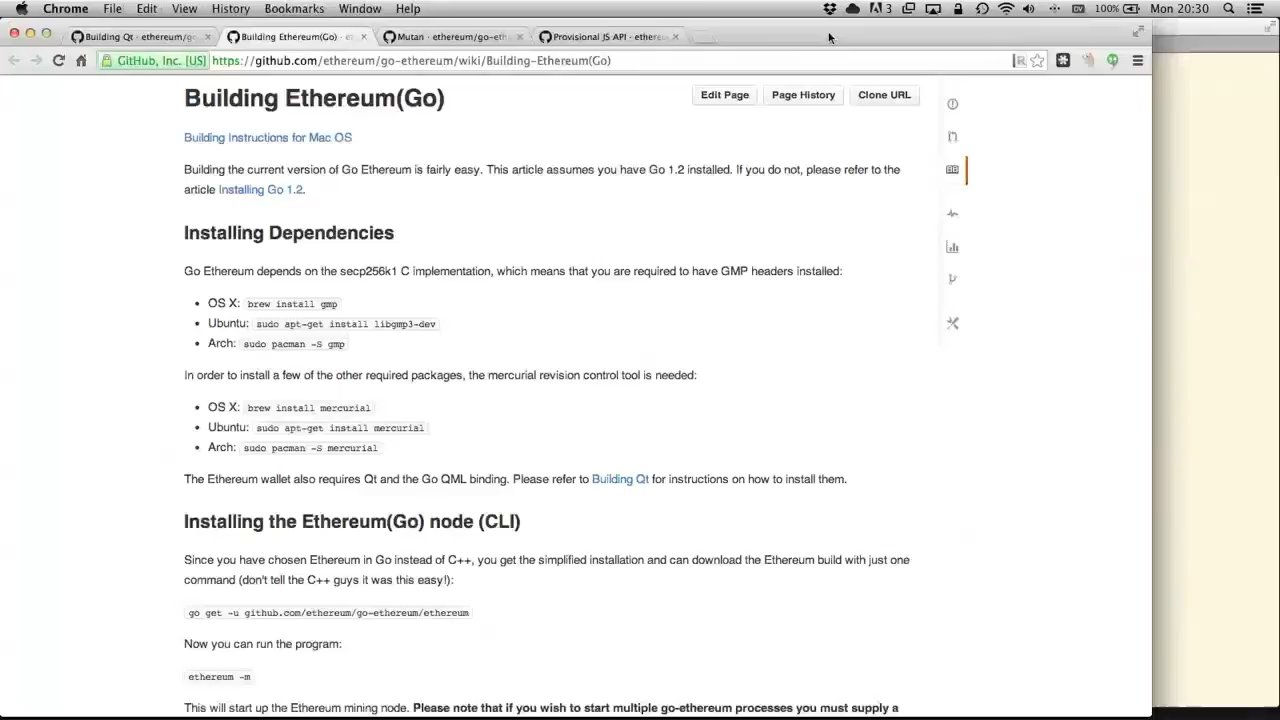 Chrome File Edit View History Bookmarks Window Help 3 100% Mon 20:30
Building Qt · ethereum/go- × Building Ethereum(Go) · e × Mutan · ethereum/go-eth × Provisional JS API · ethere ×
GitHub, Inc. [US] https://github.com/ethereum/go-ethereum/wiki/Building-Ethereum(Go)
Building Ethereum(Go)
Edit Page Page History Clone URL
Building Instructions for Mac OS
Building the current version of Go Ethereum is fairly easy. This article assumes you have Go 1.2 installed. If you do not, please refer to the
article Installing Go 1.2.
Installing Dependencies
Go Ethereum depends on the secp256k1 C implementation, which means that you are required to have GMP headers installed:
• OS X: brew install gmp
• Ubuntu: sudo apt-get install libgmp3-dev
• Arch: sudo pacman -S gmp
In order to install a few of the other required packages, the mercurial revision control tool is needed:
• OS X: brew install mercurial
• Ubuntu: sudo apt-get install mercurial
• Arch: sudo pacman -S mercurial
The Ethereum wallet also requires Qt and the Go QML binding. Please refer to Building Qt for instructions on how to install them.
Installing the Ethereum(Go) node (CLI)
Since you have chosen Ethereum in Go instead of C++, you get the simplified installation and can download the Ethereum build with just one
command (don't tell the C++ guys it was this easy!):
go get -u github.com/ethereum/go-ethereum/ethereum
Now you can run the program:
ethereum -m
This will start up the Ethereum mining node. Please note that if you wish to start multiple go-ethereum processes you must supply a